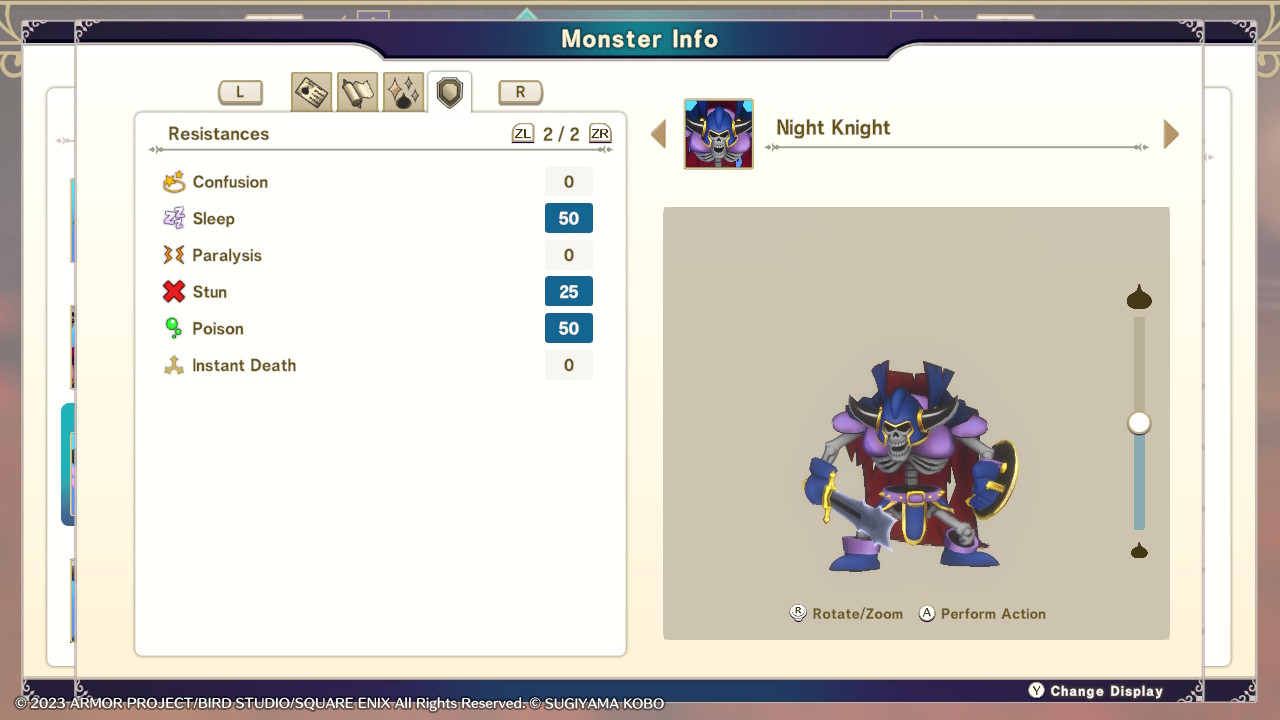 Monster Info
L
R
Resistances
ZL 2 / 2 ZR
Night Knight
Confusion 0
Sleep 50
Paralysis 0
Stun 25
Poison 50
Instant Death 0
R Rotate/Zoom A Perform Action
Y Change Display
© 2023 ARMOR PROJECT/BIRD STUDIO/SQUARE ENIX All Rights Reserved. © SUGIYAMA KOBO